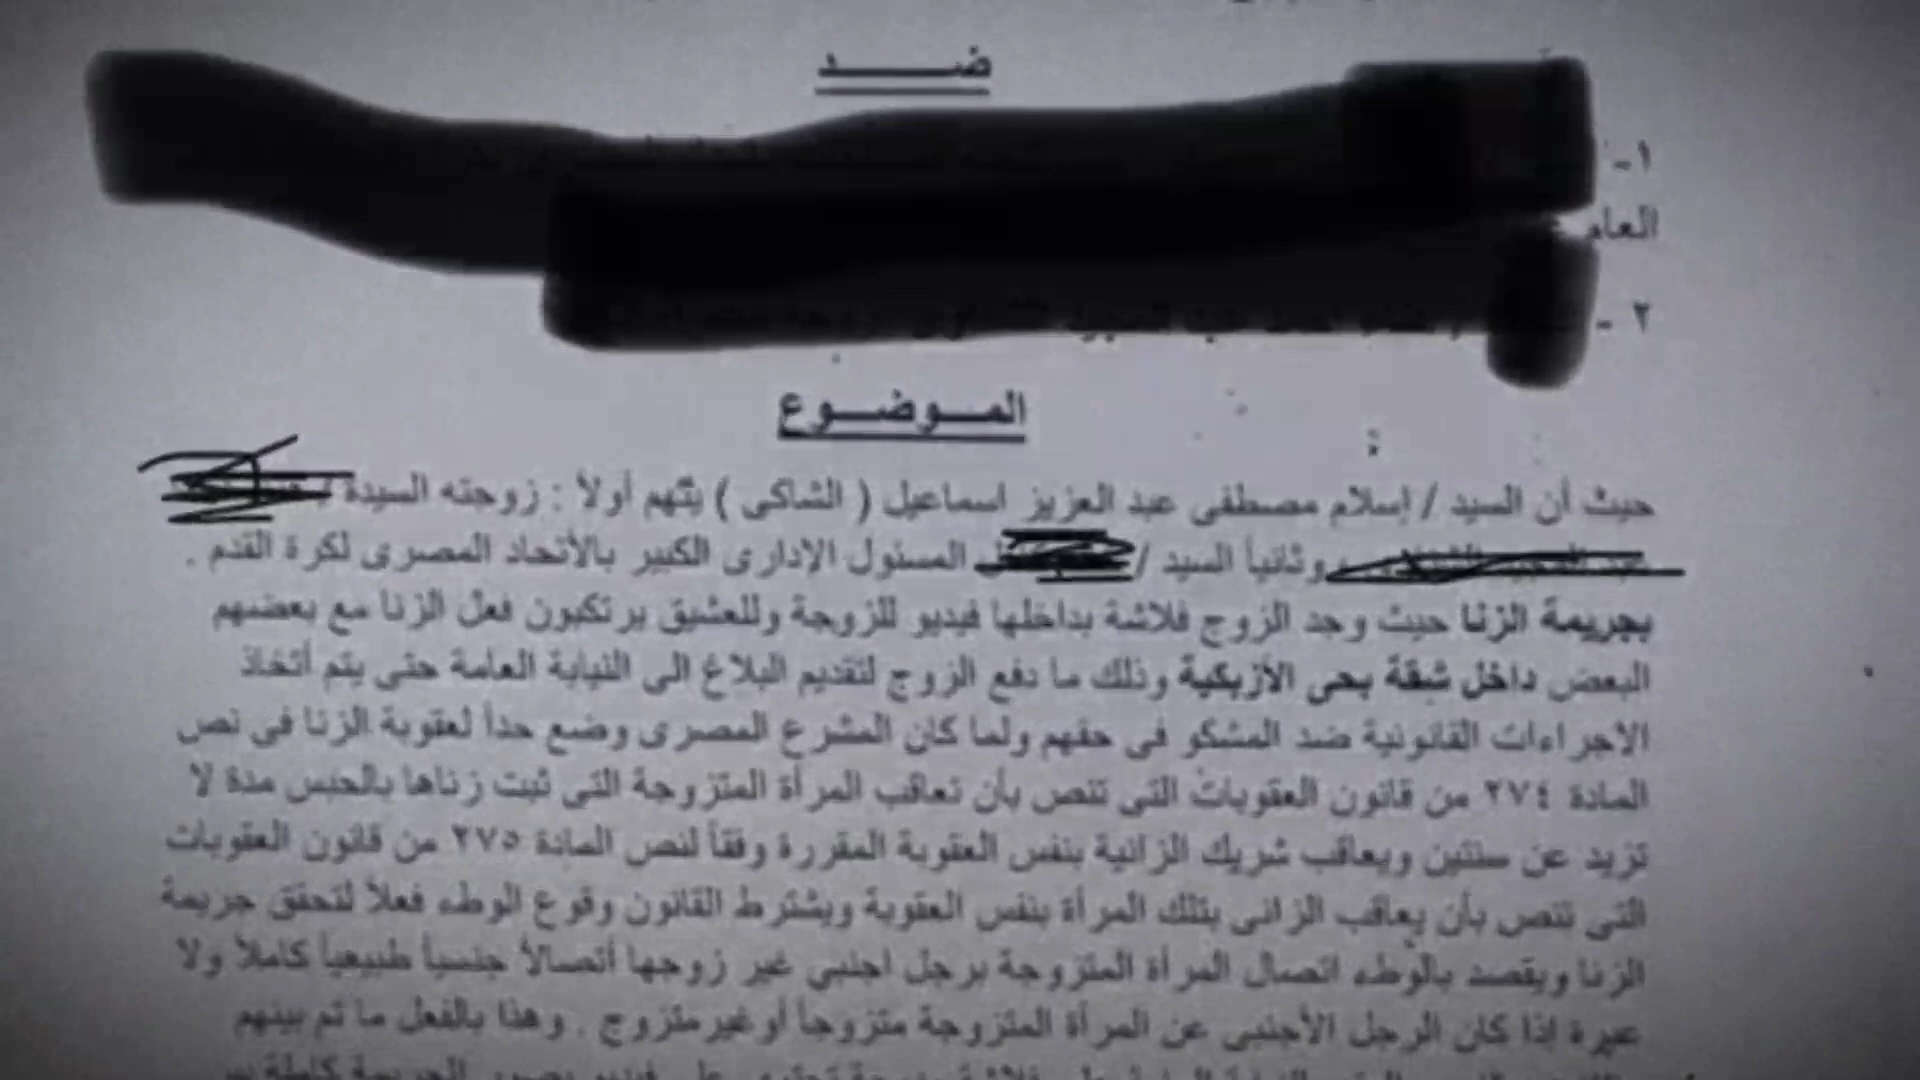 ضد
١-
العام
٢ -
الموضوع
حيث أن السيد / إسلام مصطفى عبد العزيز اسماعيل ( الشاكى ) يتهم أولاً : زوجته السيدة /
وثانياً السيد / المسئول الإدارى الكبير بالأتحاد المصرى لكرة القدم .
بجريمة الزنا حيث وجد الزوج فلاشة بداخلها فيديو للزوجة وللعشيق يرتكبون فعل الزنا مع بعضهم
البعض داخل شقة بحى الأزبكية وذلك ما دفع الزوج لتقديم البلاغ الى النيابة العامة حتى يتم أتخاذ
الاجراءات القانونية ضد المشكو فى حقهم ولما كان المشرع المصرى وضع حداً لعقوبة الزنا فى نص
المادة ٢٧٤ من قانون العقوبات التى تنص بأن تعاقب المرأة المتزوجة التى ثبت زناها بالحبس مدة لا
تزيد عن سنتين ويعاقب شريك الزانية بنفس العقوبة المقررة وفقاً لنص المادة ٢٧٥ من قانون العقوبات
التى تنص بأن يعاقب الزانى بتلك المرأة بنفس العقوبة ويشترط القانون وقوع الوطء فعلاً لتحقق جريمة
الزنا ويقصد بالوطء اتصال المرأة المتزوجة برجل اجنبي غير زوجها أتصالاً جنسياً طبيعياً كاملاً ولا
عبرة إذا كان الرجل الأجنبى عن المرأة المتزوجة متزوجاً أو غير متزوج . وهذا بالفعل ما تم بينهم